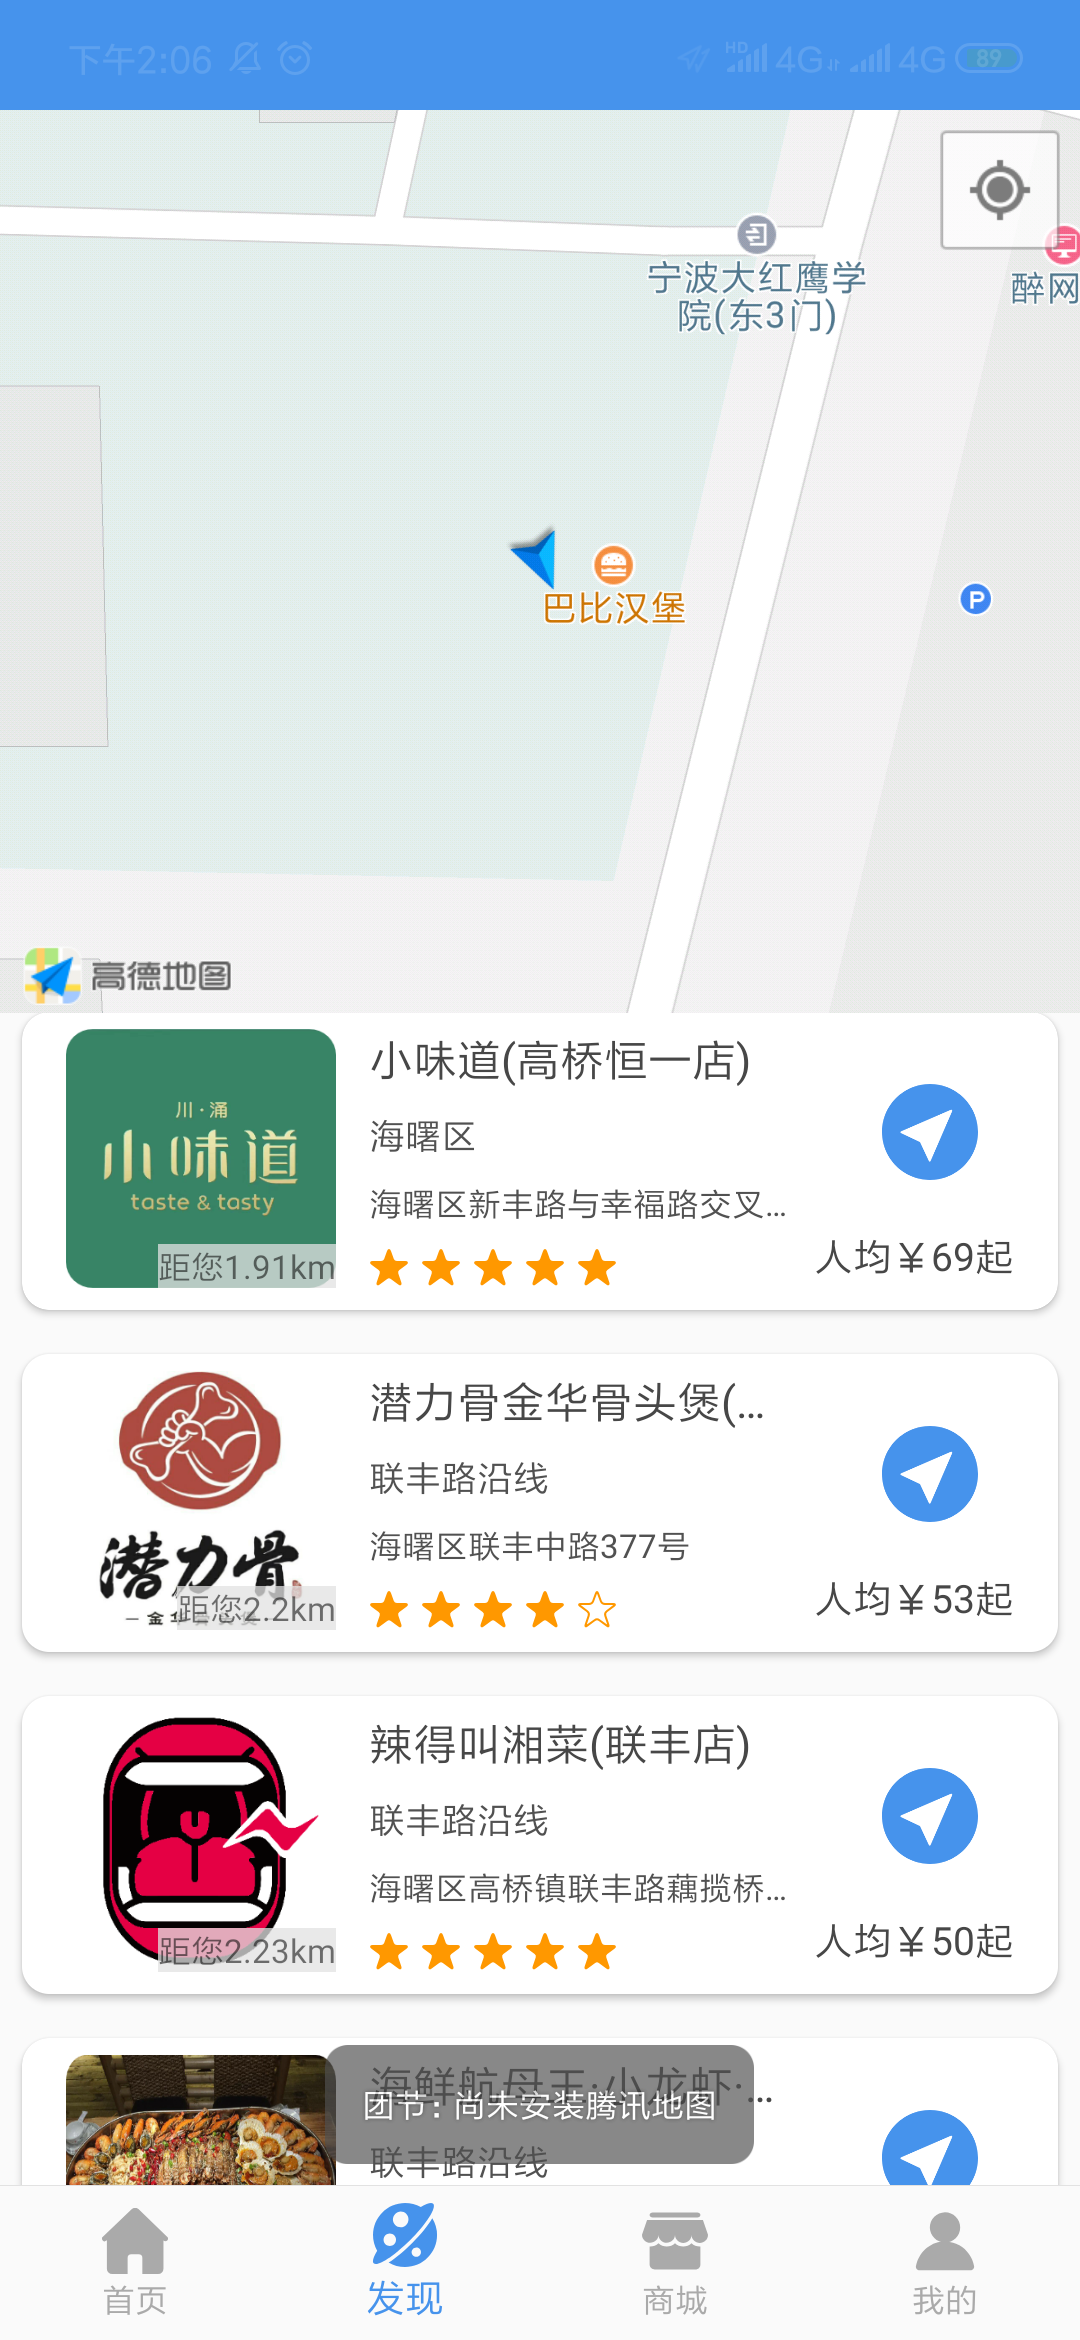 下午2:06
HD 4G 4G 89
宁波大红鹰学
院(东3门)
醉网
巴比汉堡
P
高德地图
川·涌
小味道
taste & tasty
距您1.91km
小味道(高桥恒一店)
海曙区
海曙区新丰路与幸福路交叉...
人均￥69起
潜力骨
距您2.2km
潜力骨金华骨头煲(...
联丰路沿线
海曙区联丰中路377号
人均￥53起
距您2.23km
辣得叫湘菜(联丰店)
联丰路沿线
海曙区高桥镇联丰路藕揽桥...
人均￥50起
海鲜航母王·小龙虾·...
团节: 尚未安装腾讯地图
联丰路沿线
首页
发现
商城
我的